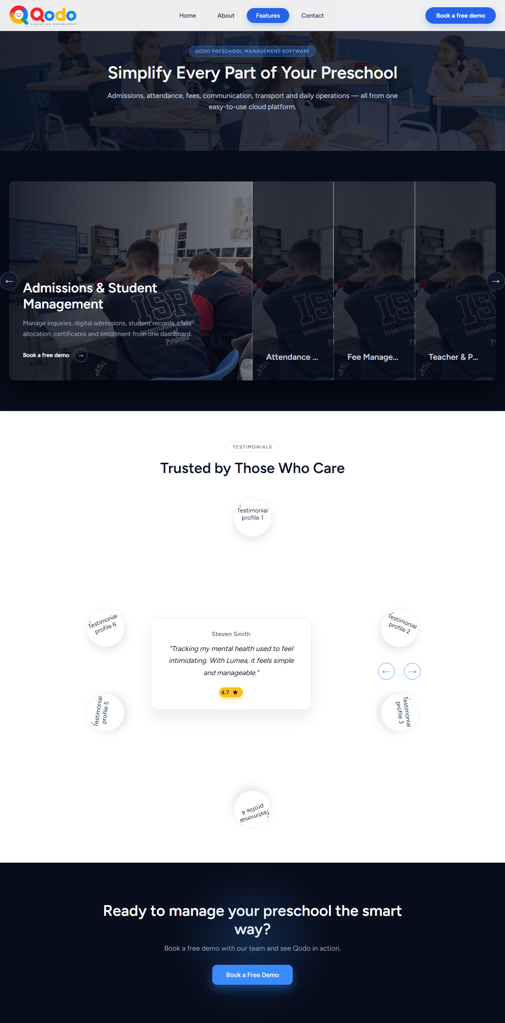 Qodo
Home
About
Features
Contact
Book a free demo
QODO PRESCHOOL MANAGEMENT SOFTWARE
Simplify Every Part of Your Preschool
Admissions, attendance, fees, communication, transport and daily operations — all from one
easy-to-use cloud platform.
←
→
Admissions & Student
Management
Manage inquiries, digital admissions, student records, class
allocation, certificates and enrollment from one dashboard.
Book a free demo →
Attendance ...
Fee Manage...
Teacher & P...
TESTIMONIALS
Trusted by Those Who Care
Testimonial
profile 1
Testimonial
profile 6
Testimonial
profile 2
Steven Smith
"Tracking my mental health used to feel
intimidating. With Lumea, it feels simple
and manageable."
4.7 ★
← →
Testimonial
profile 5
Testimonial
profile 3
Testimonial
profile 4
Ready to manage your preschool the smart
way?
Book a free demo with our team and see Qodo in action.
Book a Free Demo